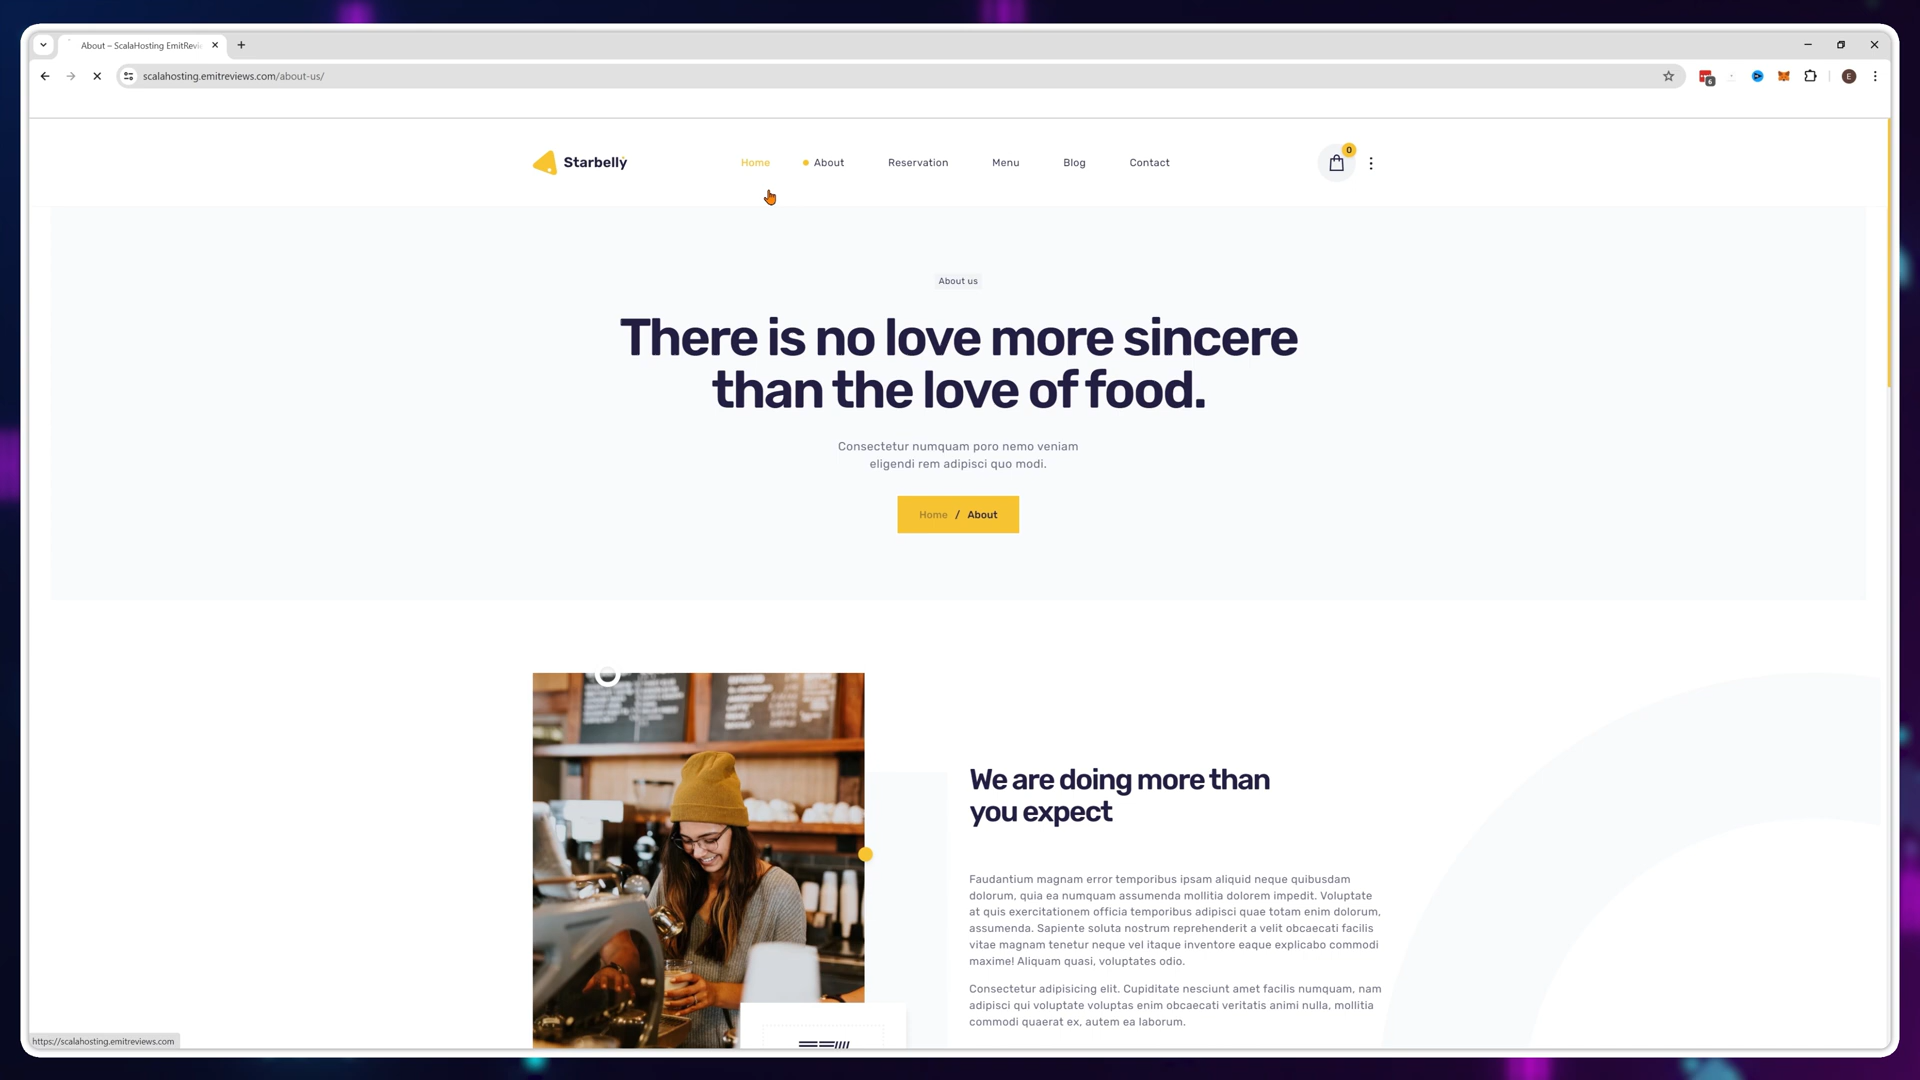 About – ScalaHosting EmitRevi
scalahosting.emitreviews.com/about-us/
6
E
Starbelly
Home
About
Reservation
Menu
Blog
Contact
0
About us
There is no love more sincere
than the love of food.
Consectetur numquam poro nemo veniam
eligendi rem adipisci quo modi.
Home / About
We are doing more than
you expect
Faudantium magnam error temporibus ipsam aliquid neque quibusdam
dolorum, quia ea numquam assumenda mollitia dolorem impedit. Voluptate
at quis exercitationem officia temporibus adipisci quae totam enim dolorum,
assumenda. Sapiente soluta nostrum reprehenderit a velit obcaecati facilis
vitae magnam tenetur neque vel itaque inventore eaque explicabo commodi
maxime! Aliquam quasi, voluptates odio.
Consectetur adipisicing elit. Cupiditate nesciunt amet facilis numquam, nam
adipisci qui voluptate voluptas enim obcaecati veritatis animi nulla, mollitia
commodi quaerat ex, autem ea laborum.
https://scalahosting.emitreviews.com